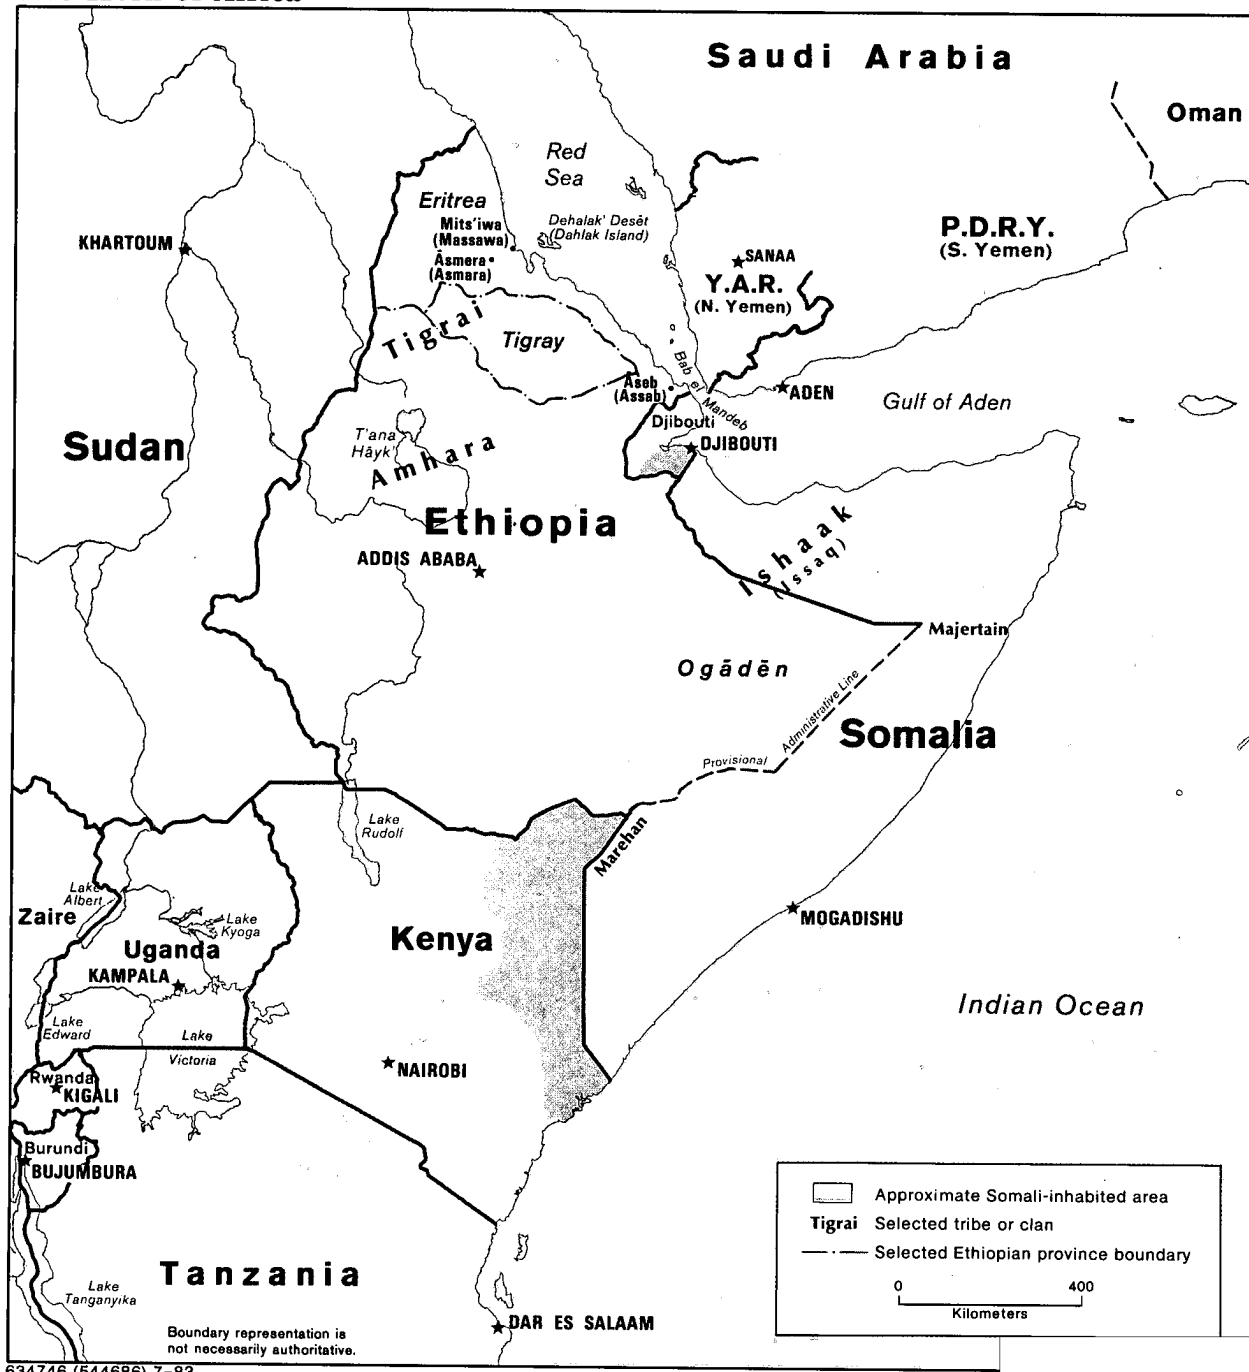 Saudi Arabia
Oman
Red
Sea
Eritrea
Mits'iwa
(Massawa)
Dehalak' Desēt
(Dahlak Island)
P.D.R.Y.
(S. Yemen)
KHARTOUM
Āsmera
(Asmara)
SANAA
Y.A.R.
(N. Yemen)
Tigrai
Tigray
Bab el Mandeb
Āseb
(Assab)
ADEN
Gulf of Aden
Djibouti
DJIBOUTI
Sudan
T'ana
Hāyk'
Amhara
Ethiopia
ADDIS ABABA
Ishaak
(Issaq)
Majertain
Ogādēn
Provisional Administrative Line
Somalia
Lake
Rudolf
Marehan
Lake
Albert
Zaire
Lake
Kyoga
Uganda
KAMPALA
Kenya
MOGADISHU
Indian Ocean
Lake
Edward
Lake
Victoria
NAIROBI
Rwanda
KIGALI
Burundi
BUJUMBURA
Tanzania
Lake
Tanganyika
DAR ES SALAAM
Boundary representation is
not necessarily authoritative.
Approximate Somali-inhabited area
Tigrai Selected tribe or clan
Selected Ethiopian province boundary
0 400
Kilometers
634746 (544686) 7-83